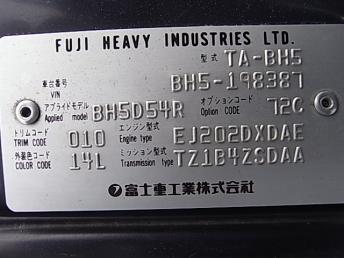 FUJI HEAVY INDUSTRIES LTD.
型式 TA-BH5
車台番号 VIN BH5-198387
アプライドモデル Applied model BH5D54R オプションコード Option CODE 72C
トリムコード TRIM CODE 010 エンジン型式 Engine type EJ202DXDAE
外装色コード COLOR CODE 14L ミッション型式 Transmission type TZ1B4ZSDAA
富士重工業株式会社